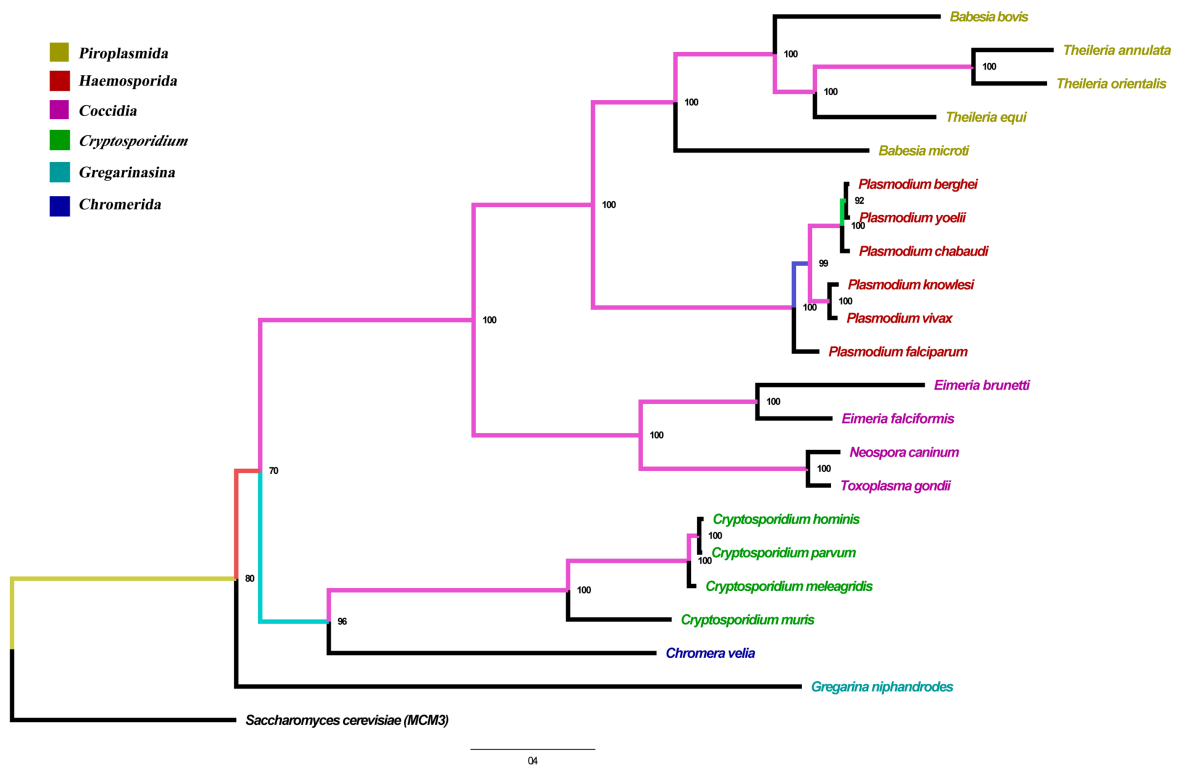 Piroplasmida
Haemosporida
Coccidia
Cryptosporidium
Gregarinasina
Chromerida
Babesia bovis
100
Theileria annulata
100
Theileria orientalis
100
Theileria equi
100
Babesia microti
100
Plasmodium berghei
92
Plasmodium yoelii
100
Plasmodium chabaudi
99
Plasmodium knowlesi
100
100
Plasmodium vivax
100
Plasmodium falciparum
Eimeria brunetti
100
Eimeria falciformis
100
Neospora caninum
100
Toxoplasma gondii
70
Cryptosporidium hominis
100
Cryptosporidium parvum
100
Cryptosporidium meleagridis
80
100
Cryptosporidium muris
96
Chromera velia
Gregarina niphandrodes
Saccharomyces cerevisiae (MCM3)
0.4